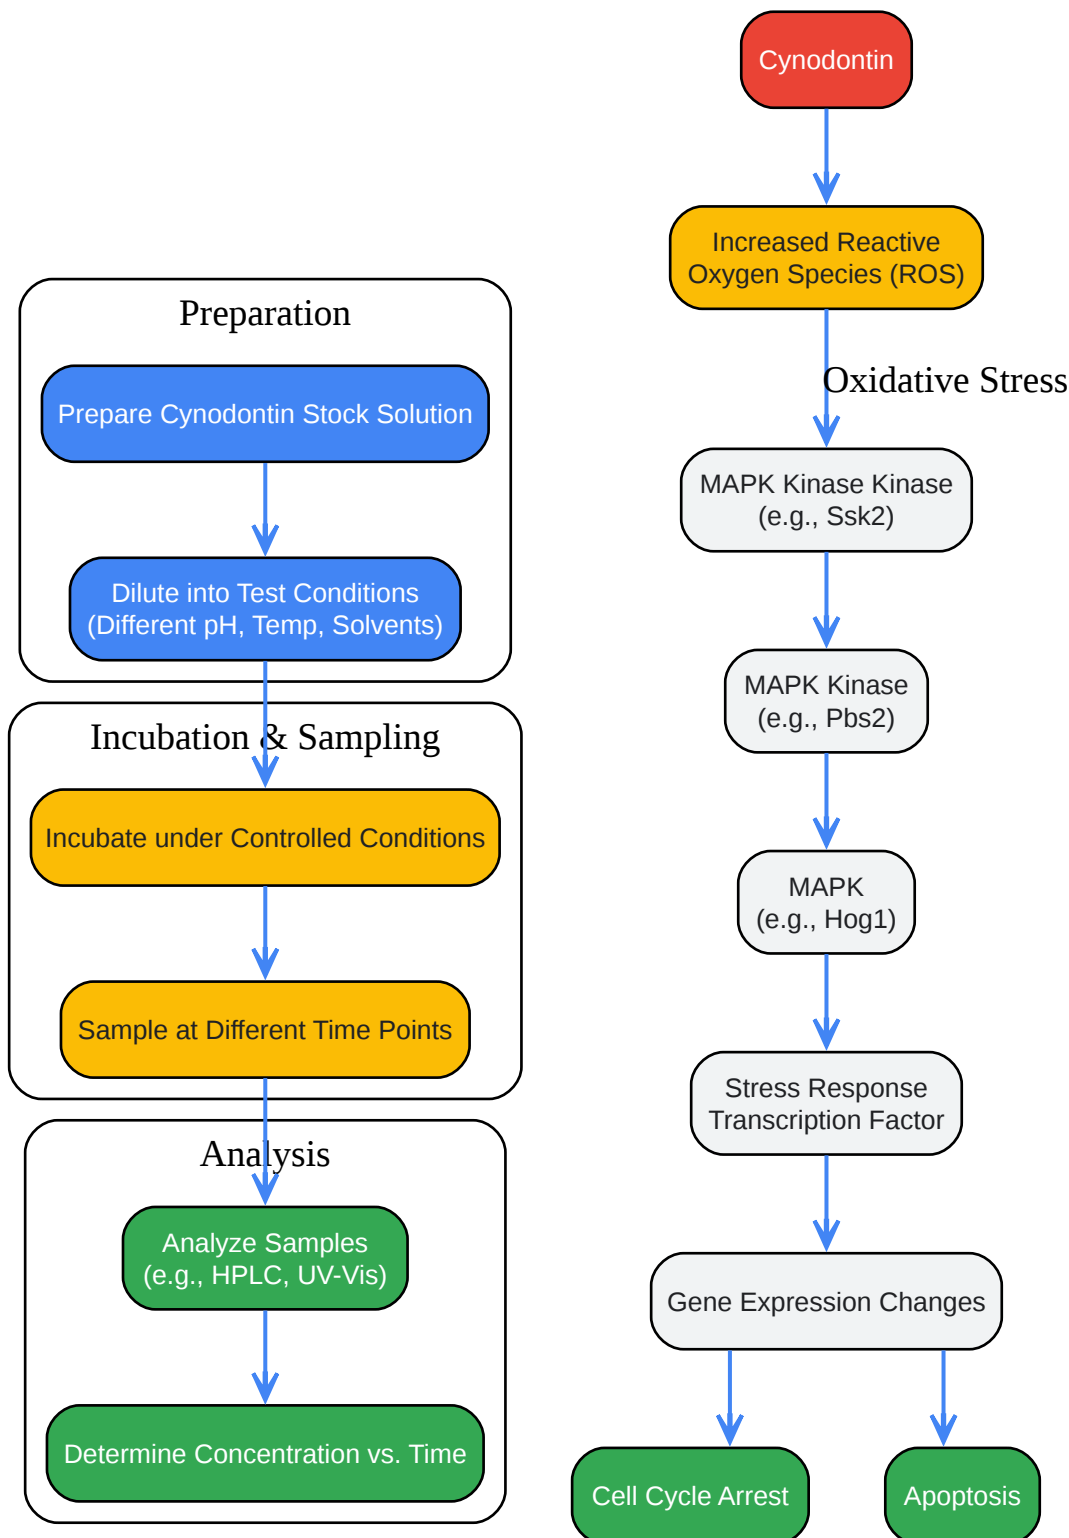 Preparation
Prepare Cynodontin Stock Solution
Dilute into Test Conditions
(Different pH, Temp, Solvents)
Incubation & Sampling
Incubate under Controlled Conditions
Sample at Different Time Points
Analysis
Analyze Samples
(e.g., HPLC, UV-Vis)
Determine Concentration vs. Time
Cynodontin
Increased Reactive
Oxygen Species (ROS)
Oxidative Stress
MAPK Kinase Kinase
(e.g., Ssk2)
MAPK Kinase
(e.g., Pbs2)
MAPK
(e.g., Hog1)
Stress Response
Transcription Factor
Gene Expression Changes
Cell Cycle Arrest
Apoptosis